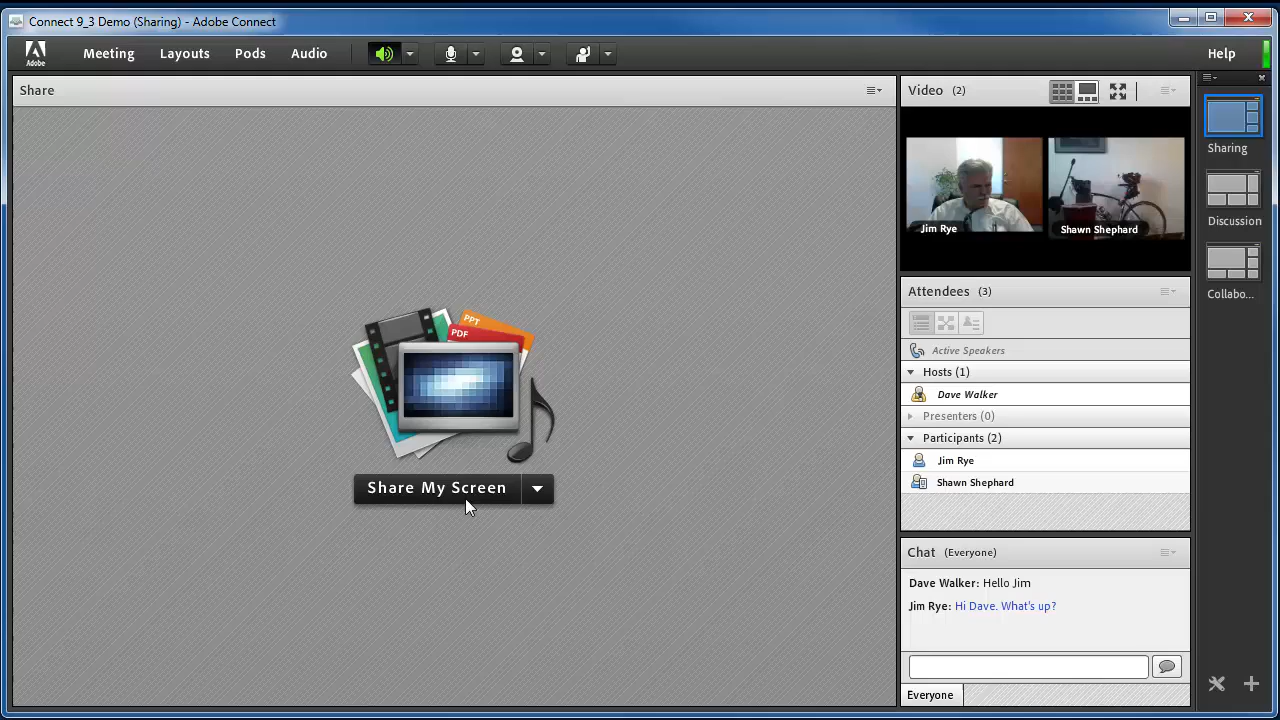 Connect 9_3 Demo (Sharing) - Adobe Connect
Adobe
Meeting
Layouts
Pods
Audio
Help
Share
PPT
PDF
Share My Screen
Video (2)
Jim Rye
Shawn Shephard
Attendees (3)
Active Speakers
Hosts (1)
Dave Walker
Presenters (0)
Participants (2)
Jim Rye
Shawn Shephard
Chat (Everyone)
Dave Walker: Hello Jim
Jim Rye: Hi Dave. What's up?
Everyone
Sharing
Discussion
Collabo...